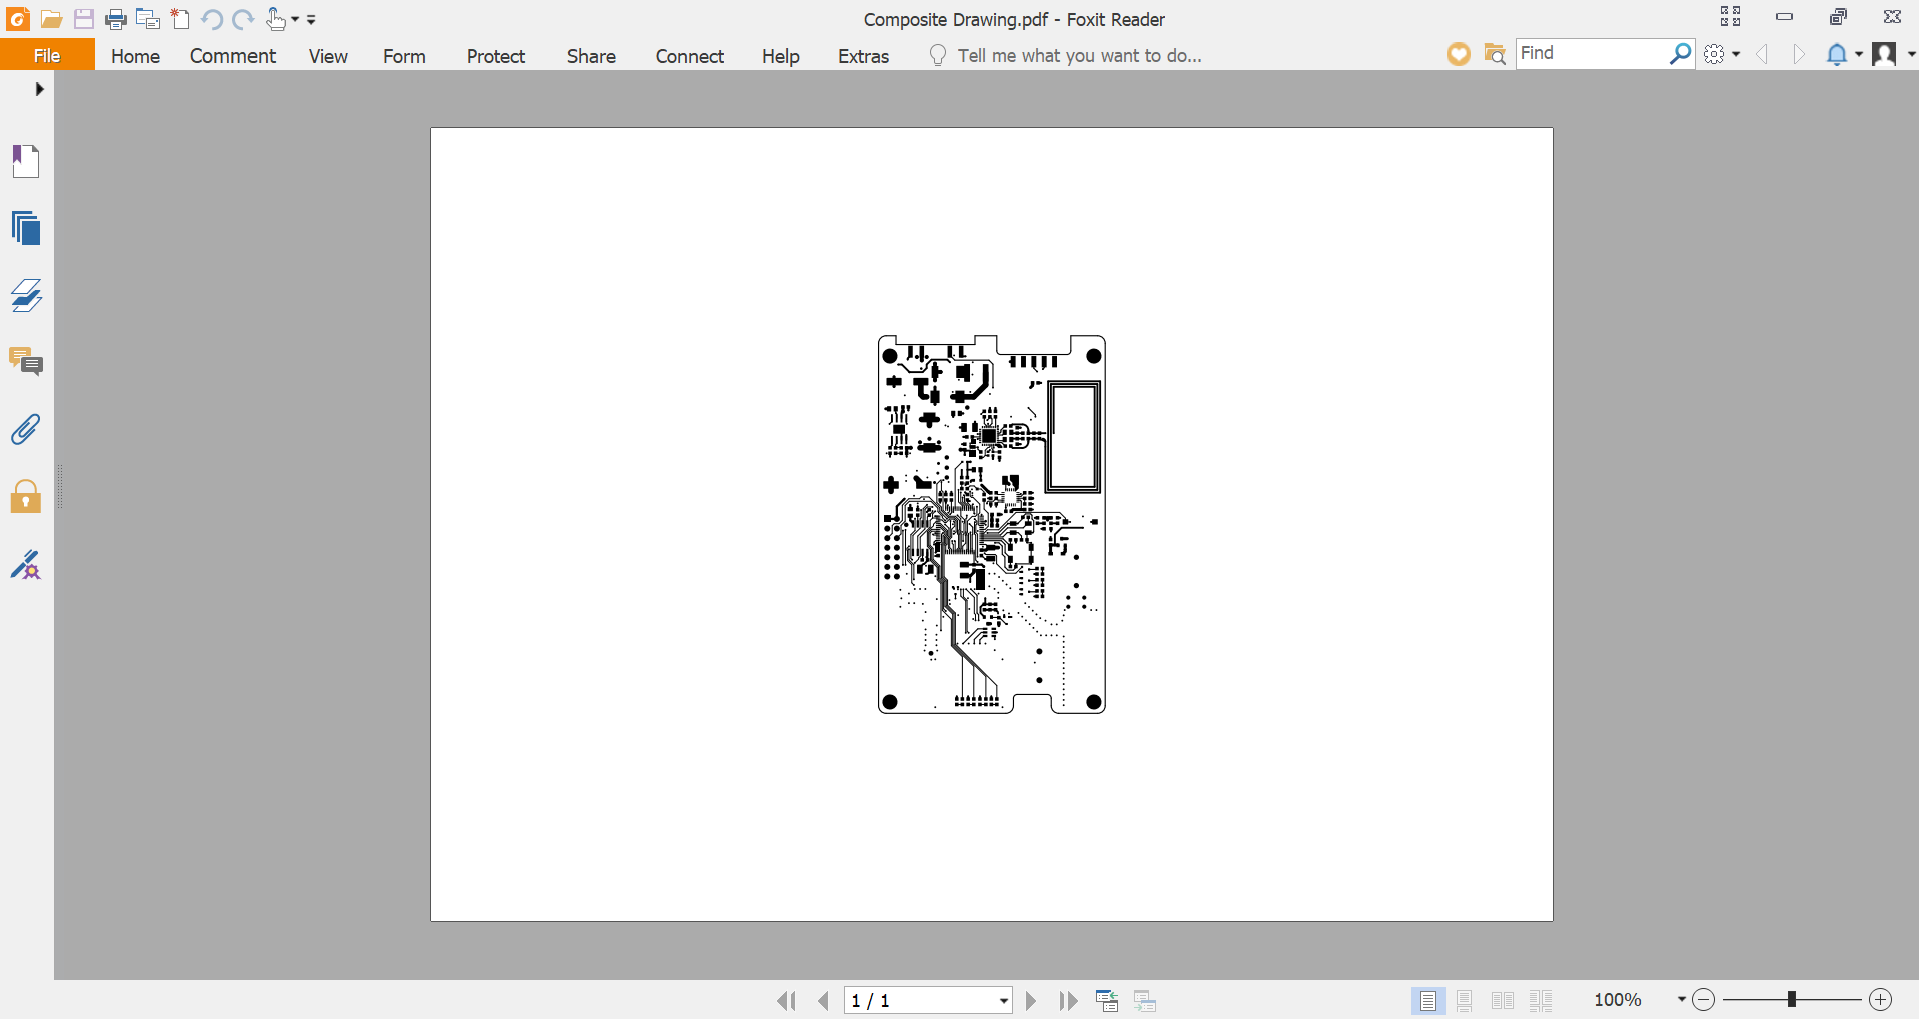 Composite Drawing.pdf - Foxit Reader
File Home Comment View Form Protect Share Connect Help Extras Tell me what you want to do... Find
1 / 1 100%